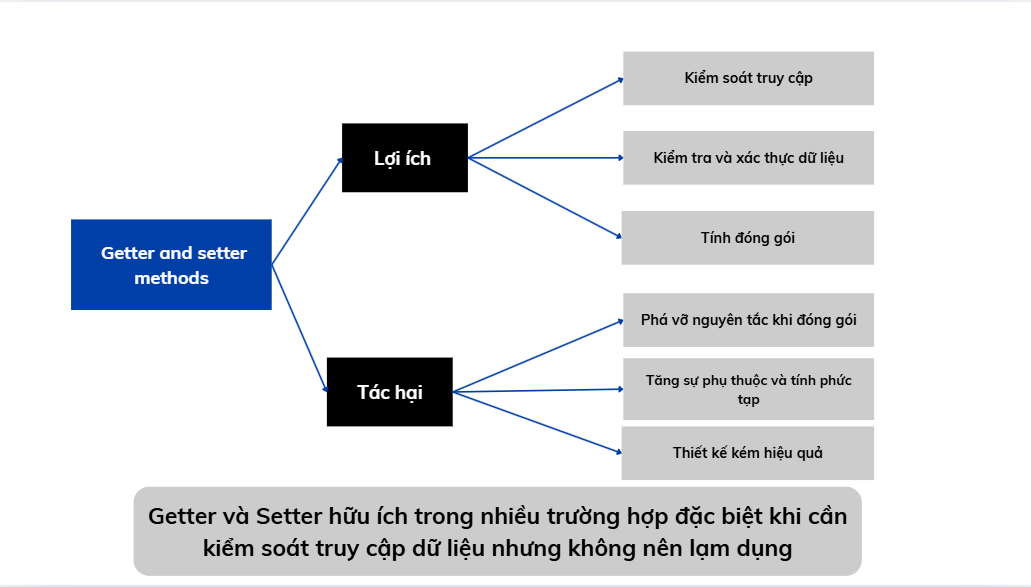 Getter and setter
methods
Lợi ích
Kiểm soát truy cập
Kiểm tra và xác thực dữ liệu
Tính đóng gói
Tác hại
Phá vỡ nguyên tắc khi đóng gói
Tăng sự phụ thuộc và tính phức
tạp
Thiết kế kém hiệu quả
Getter và Setter hữu ích trong nhiều trường hợp đặc biệt khi cần
kiểm soát truy cập dữ liệu nhưng không nên lạm dụng